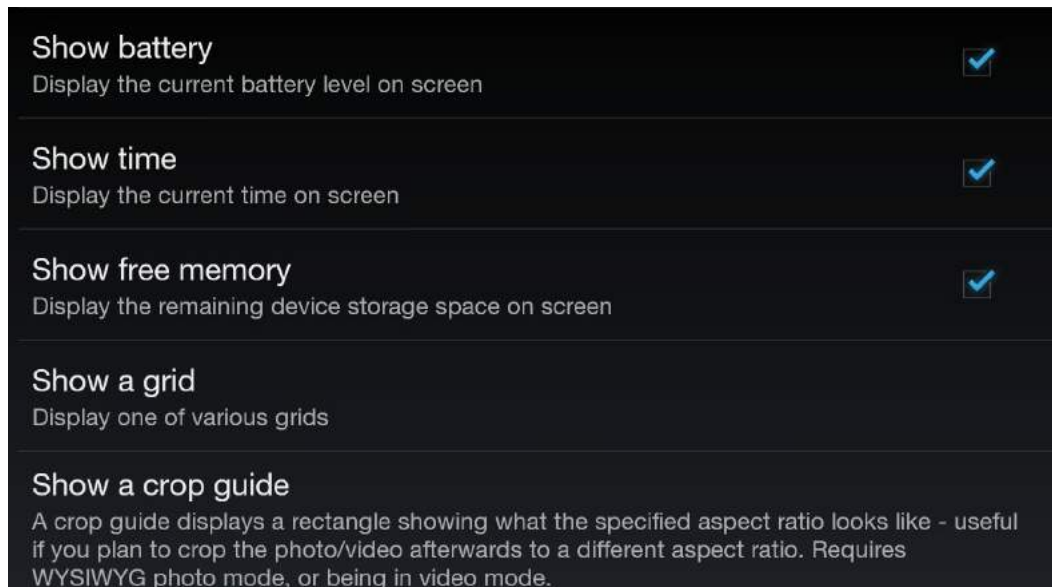 Show battery
Display the current battery level on screen
Show time
Display the current time on screen
Show free memory
Display the remaining device storage space on screen
Show a grid
Display one of various grids
Show a crop guide
A crop guide displays a rectangle showing what the specified aspect ratio looks like - useful
if you plan to crop the photo/video afterwards to a different aspect ratio. Requires
WYSIWYG photo mode, or being in video mode.